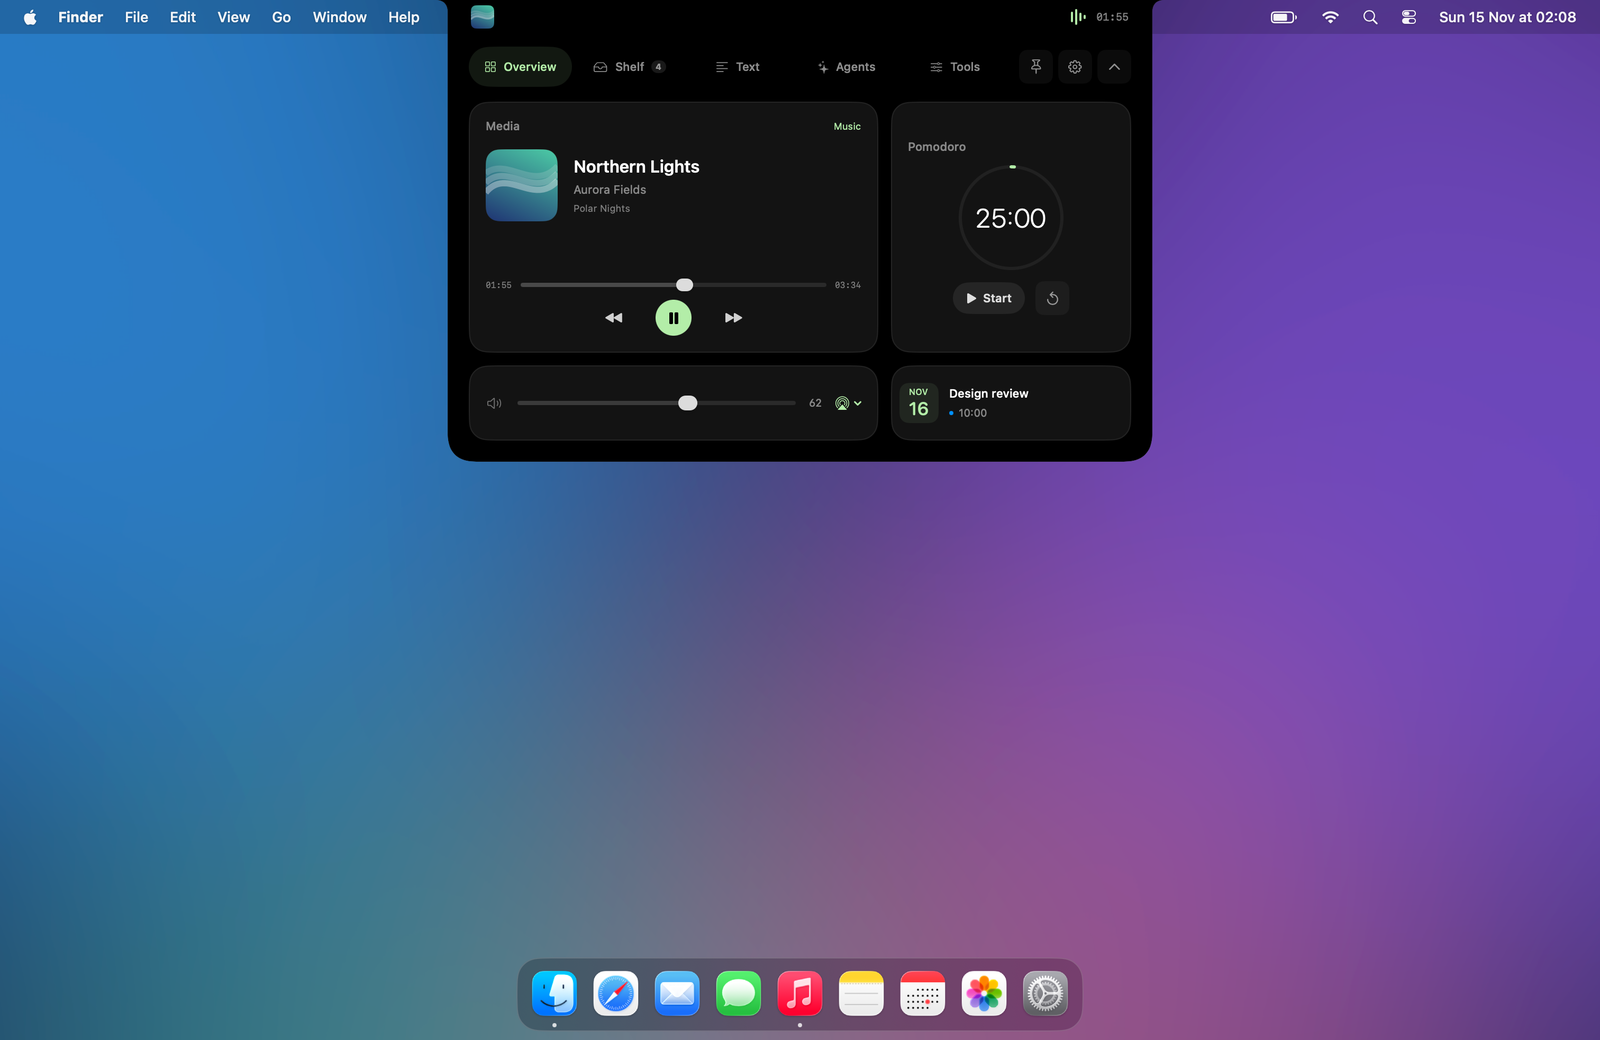 Finder File Edit View Go Window Help
01:55
Sun 15 Nov at 02:08
Overview Shelf 4 Text Agents Tools
Media
Music
Northern Lights
Aurora Fields
Polar Nights
01:55
03:34
Pomodoro
25:00
Start
62
NOV
16
Design review
10:00